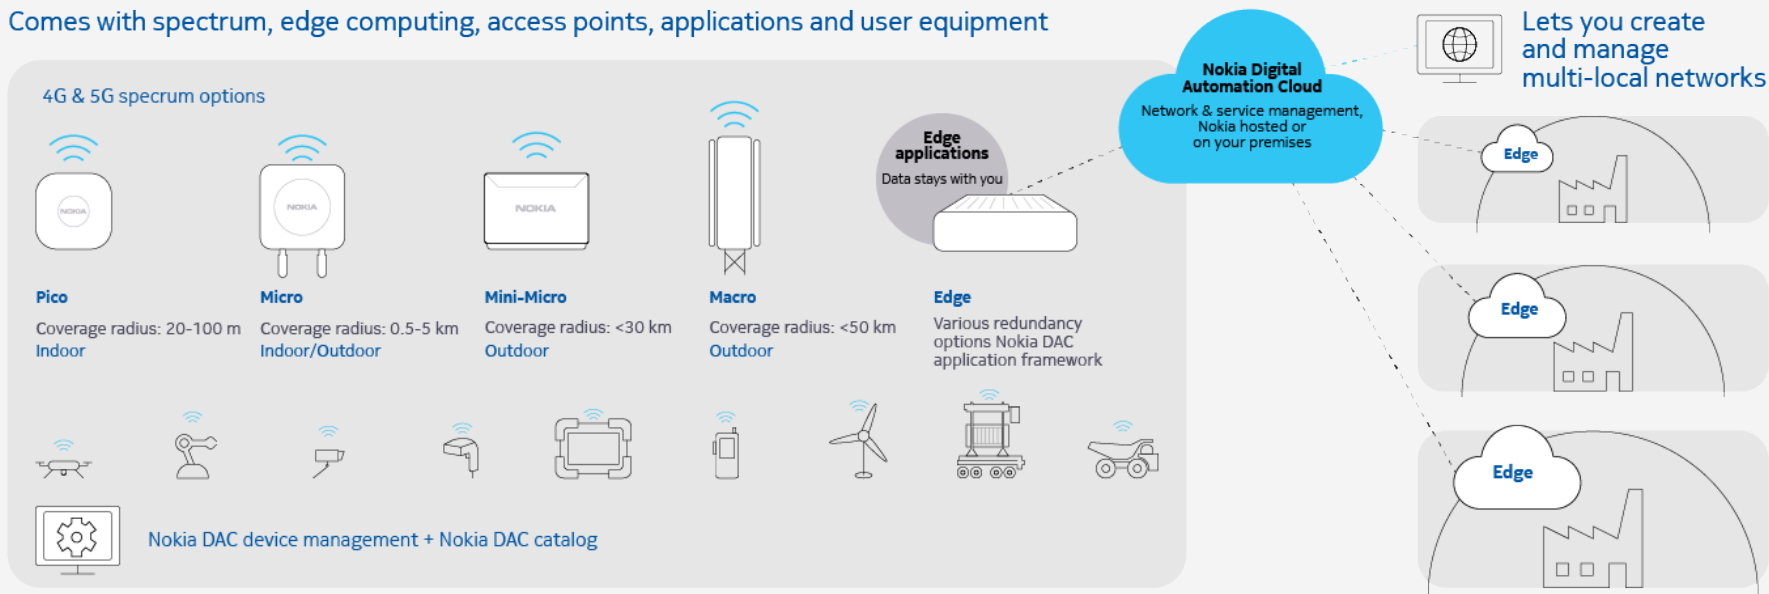 Comes with spectrum, edge computing, access points, applications and user equipment
4G & 5G specrum options
NOKIA
NOKIA
NOKIA
Pico
Coverage radius: 20-100 m
Indoor
Micro
Coverage radius: 0.5-5 km
Indoor/Outdoor
Mini-Micro
Coverage radius: <30 km
Outdoor
Macro
Coverage radius: <50 km
Outdoor
Edge
applications
Data stays with you
Edge
Various redundancy
options Nokia DAC
application framework
Nokia DAC device management + Nokia DAC catalog
Nokia Digital
Automation Cloud
Network & service management,
Nokia hosted or
on your premises
Lets you create
and manage
multi-local networks
Edge
Edge
Edge